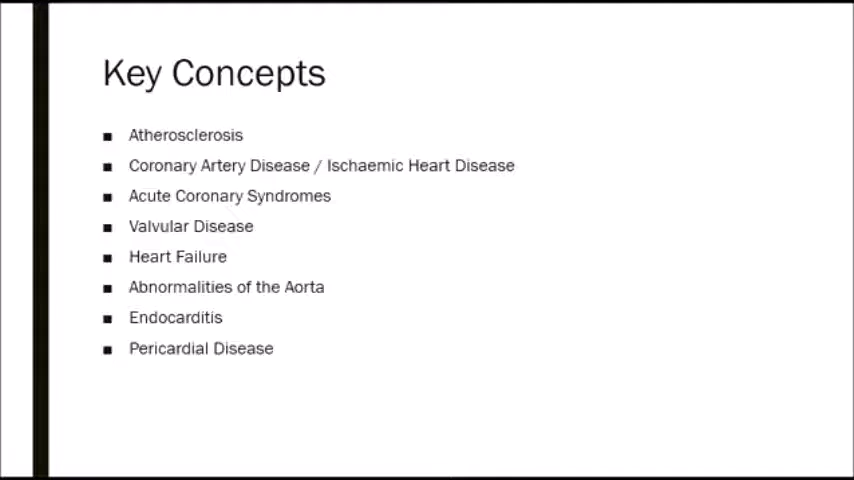 Key Concepts
■ Atherosclerosis
■ Coronary Artery Disease / Ischaemic Heart Disease
■ Acute Coronary Syndromes
■ Valvular Disease
■ Heart Failure
■ Abnormalities of the Aorta
■ Endocarditis
■ Pericardial Disease